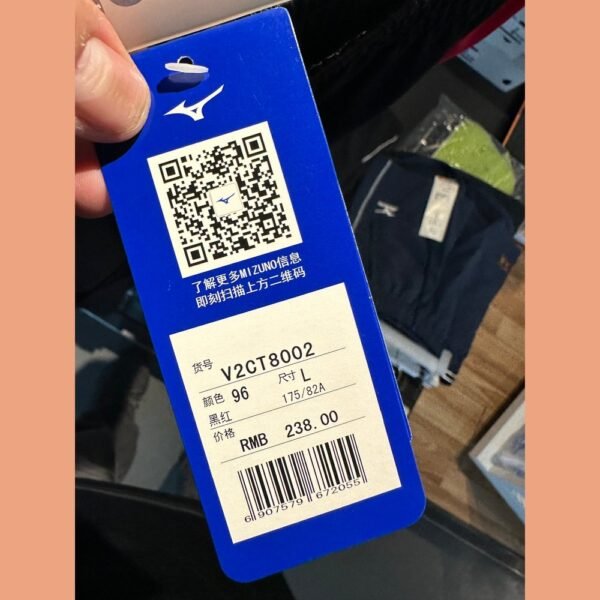 了解更多MIZUNO信息
即刻扫描上方二维码
货号 V2CT8002
颜色 96 尺寸 L
黑红 175/82A
价格 RMB 238.00
6 907579 672055